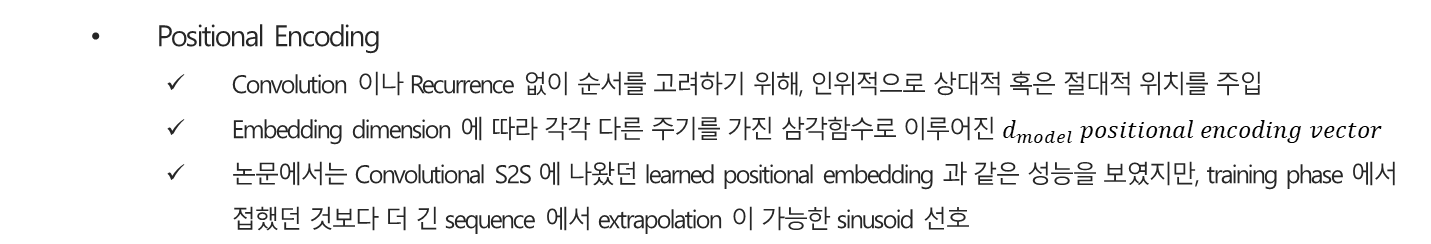 • Positional Encoding
✓ Convolution 이나 Recurrence 없이 순서를 고려하기 위해, 인위적으로 상대적 혹은 절대적 위치를 주입
✓ Embedding dimension 에 따라 각각 다른 주기를 가진 삼각함수로 이루어진 d_model positional encoding vector
✓ 논문에서는 Convolutional S2S 에 나왔던 learned positional embedding 과 같은 성능을 보였지만, training phase 에서
접했던 것보다 더 긴 sequence 에서 extrapolation 이 가능한 sinusoid 선호